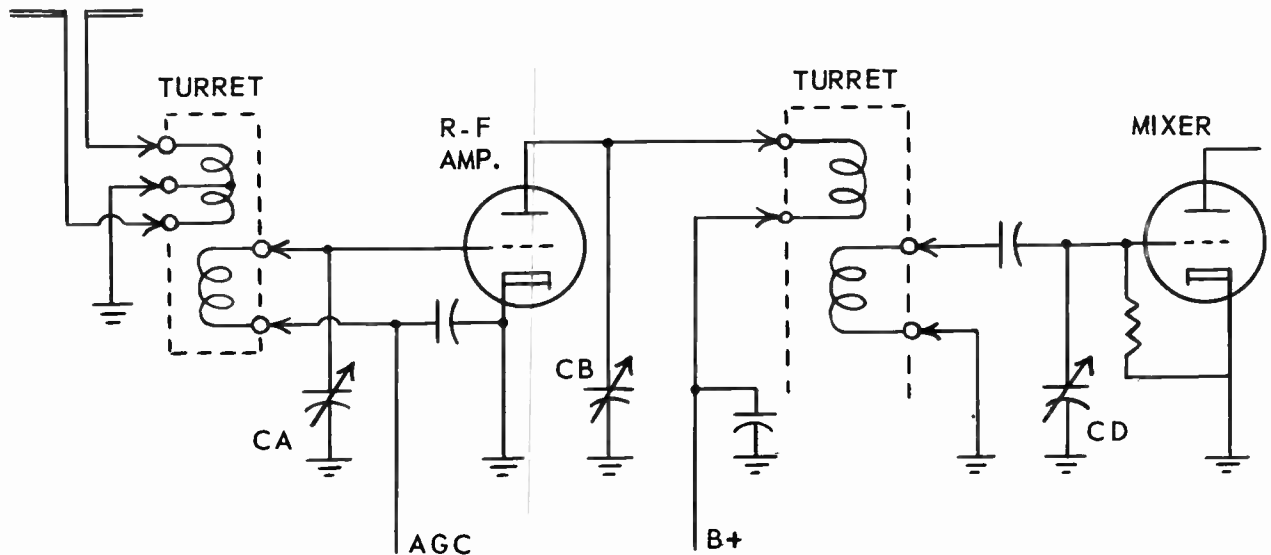 TURRET
R-F
AMP.
TURRET
MIXER
CA
CB
CD
AGC
B+